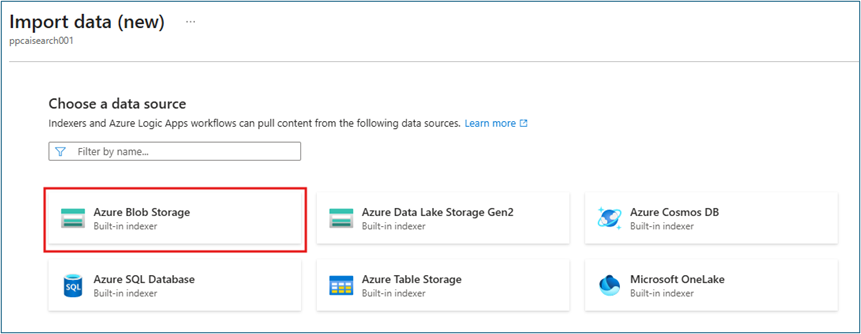 Import data (new) ...
ppcaisearch001
Choose a data source
Indexers and Azure Logic Apps workflows can pull content from the following data sources. Learn more
Filter by name...
Azure Blob Storage
Built-in indexer
Azure Data Lake Storage Gen2
Built-in indexer
Azure Cosmos DB
Built-in indexer
SQL
Azure SQL Database
Built-in indexer
Azure Table Storage
Built-in indexer
Microsoft OneLake
Built-in indexer